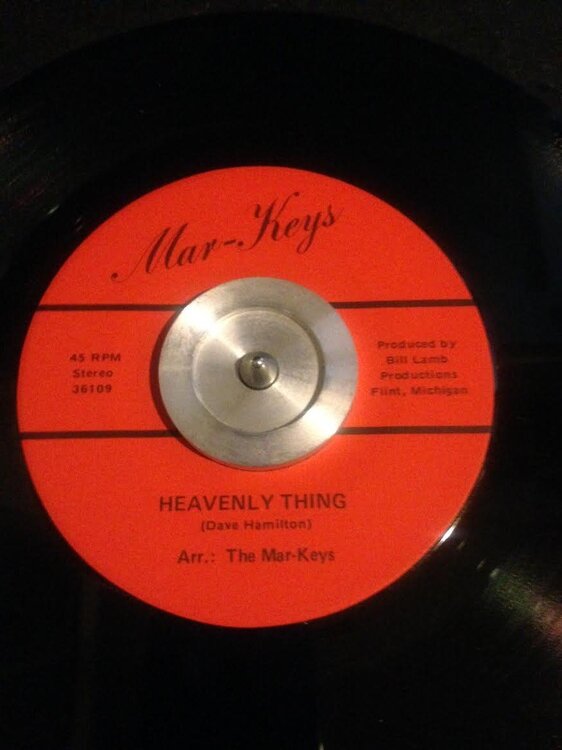 Mar-Keys
45 RPM
Stereo
36109
Produced by
Bill Lamb
Productions
Flint, Michigan
HEAVENLY THING
(Dave Hamilton)
Arr.: The Mar-Keys